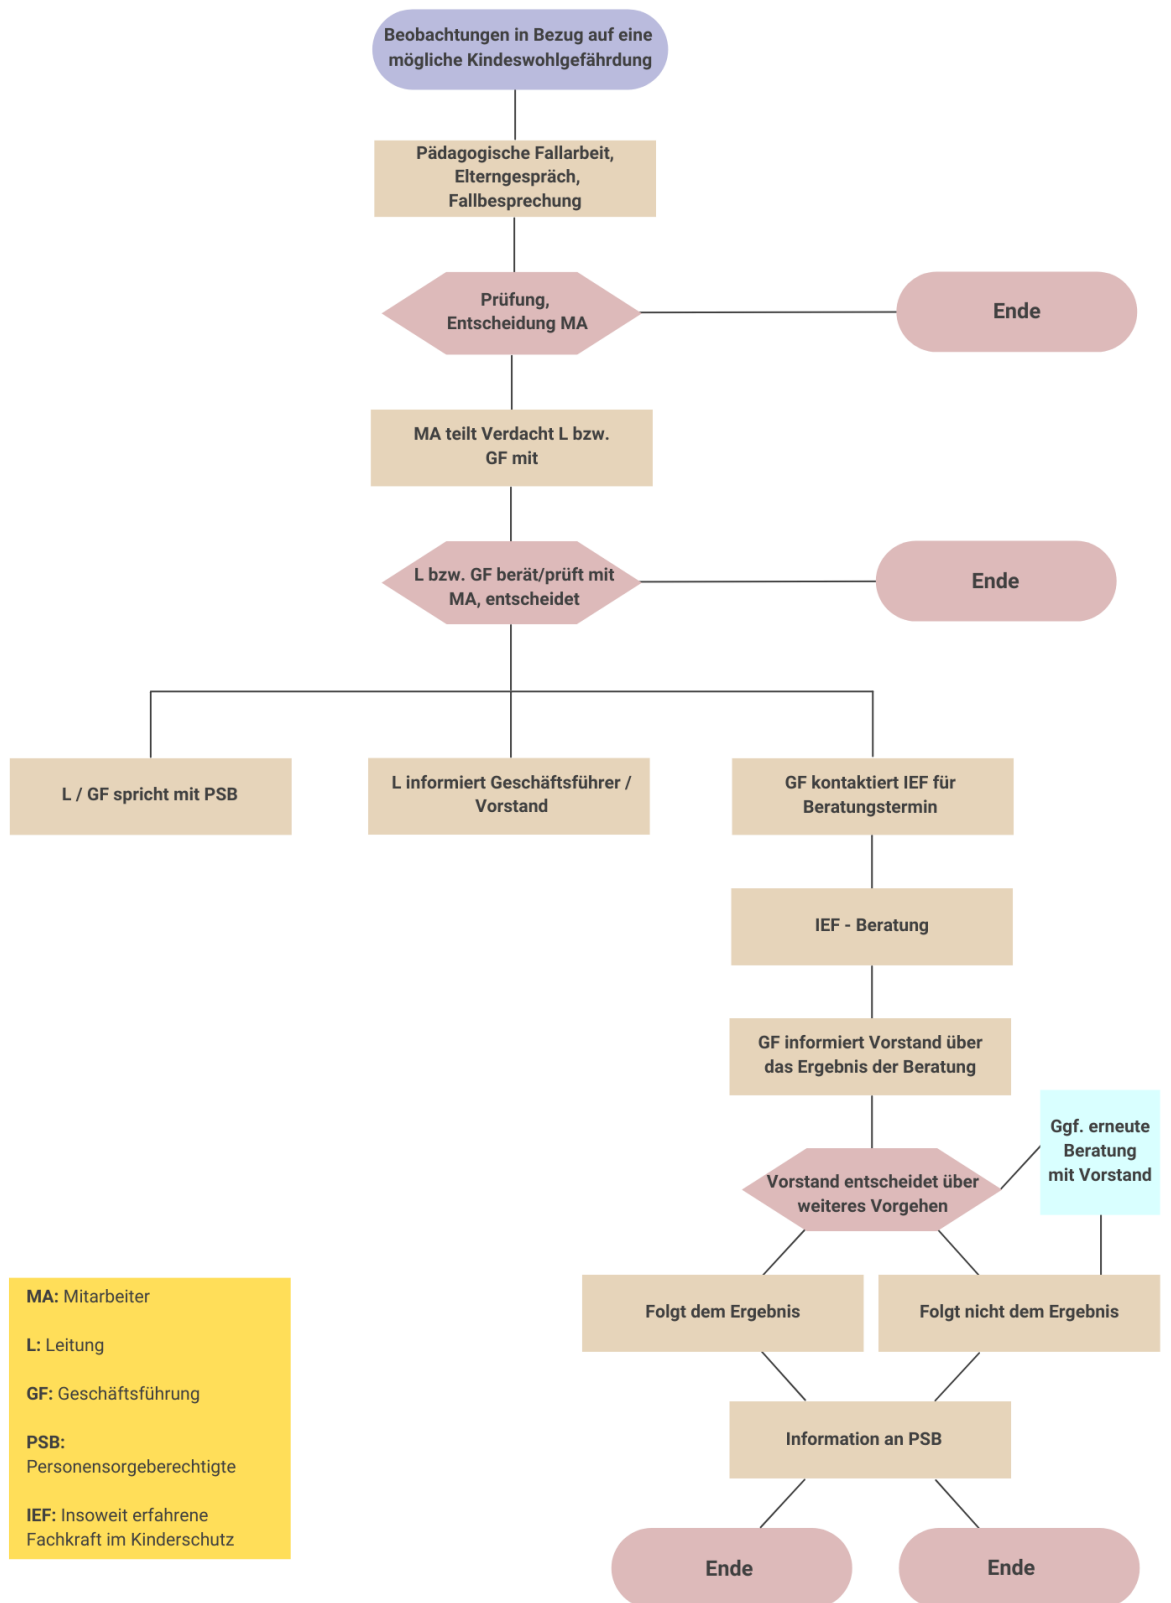 Beobachtungen in Bezug auf eine
mögliche Kindeswohlgefährdung
Pädagogische Fallarbeit,
Elterngespräch,
Fallbesprechung
Prüfung,
Entscheidung MA
Ende
MA teilt Verdacht L bzw.
GF mit
L bzw. GF berät/prüft mit
MA, entscheidet
Ende
L / GF spricht mit PSB
L informiert Geschäftsführer /
Vorstand
GF kontaktiert IEF für
Beratungstermin
IEF - Beratung
GF informiert Vorstand über
das Ergebnis der Beratung
Ggf. erneute
Beratung
mit Vorstand
Vorstand entscheidet über
weiteres Vorgehen
Folgt dem Ergebnis
Folgt nicht dem Ergebnis
Information an PSB
Ende
Ende
MA: Mitarbeiter
L: Leitung
GF: Geschäftsführung
PSB:
Personensorgeberechtigte
IEF: Insoweit erfahrene
Fachkraft im Kinderschutz